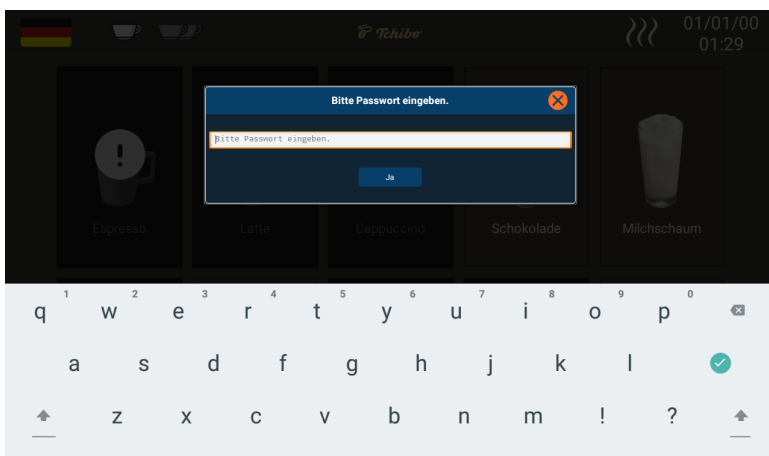 Tchibo
01/01/00
01:29
Bitte Passwort eingeben.
Bitte Passwort eingeben.
Ja
Espresso
Latte
Cappuccino
Schokolade
Milchschaum
1 2 3 4 5 6 7 8 9 0
q w e r t y u i o p
a s d f g h j k l
z x c v b n m ! ?